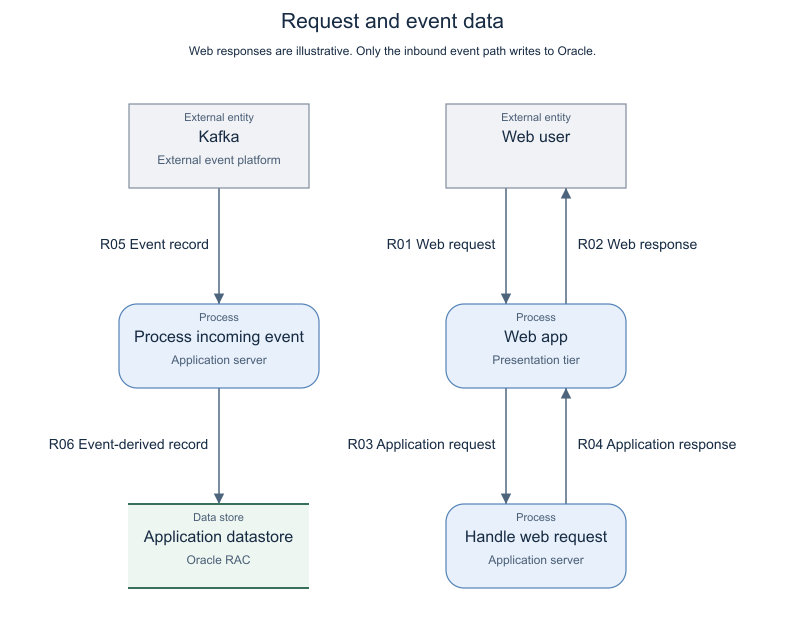 Request and event data
Web responses are illustrative. Only the inbound event path writes to Oracle.
External entity
Kafka
External event platform
External entity
Web user
R05 Event record
R01 Web request
R02 Web response
Process
Process incoming event
Application server
Process
Web app
Presentation tier
R06 Event-derived record
R03 Application request
R04 Application response
Data store
Application datastore
Oracle RAC
Process
Handle web request
Application server